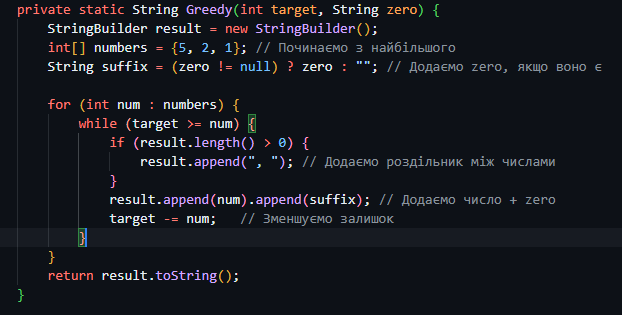 private static String Greedy(int target, String zero) {
StringBuilder result = new StringBuilder();
int[] numbers = {5, 2, 1}; // Починаємо з найбільшого
String suffix = (zero != null) ? zero : ""; // Додаємо zero, якщо воно є
for (int num : numbers) {
while (target >= num) {
if (result.length() > 0) {
result.append(", "); // Додаємо роздільник між числами
}
result.append(num).append(suffix); // Додаємо число + zero
target -= num;   // Зменшуємо залишок
}
}
return result.toString();
}